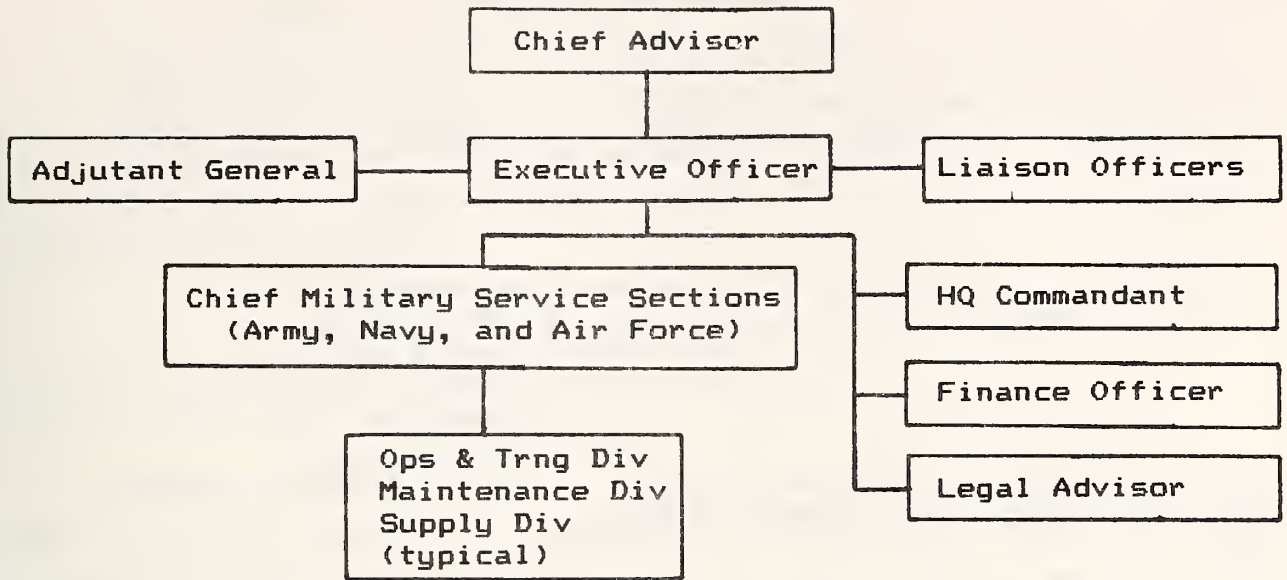 Chief Advisor
Adjutant General
Executive Officer
Liaison Officers
Chief Military Service Sections
(Army, Navy, and Air Force)
HQ Commandant
Finance Officer
Ops & Trng Div
Maintenance Div
Supply Div
(typical)
Legal Advisor